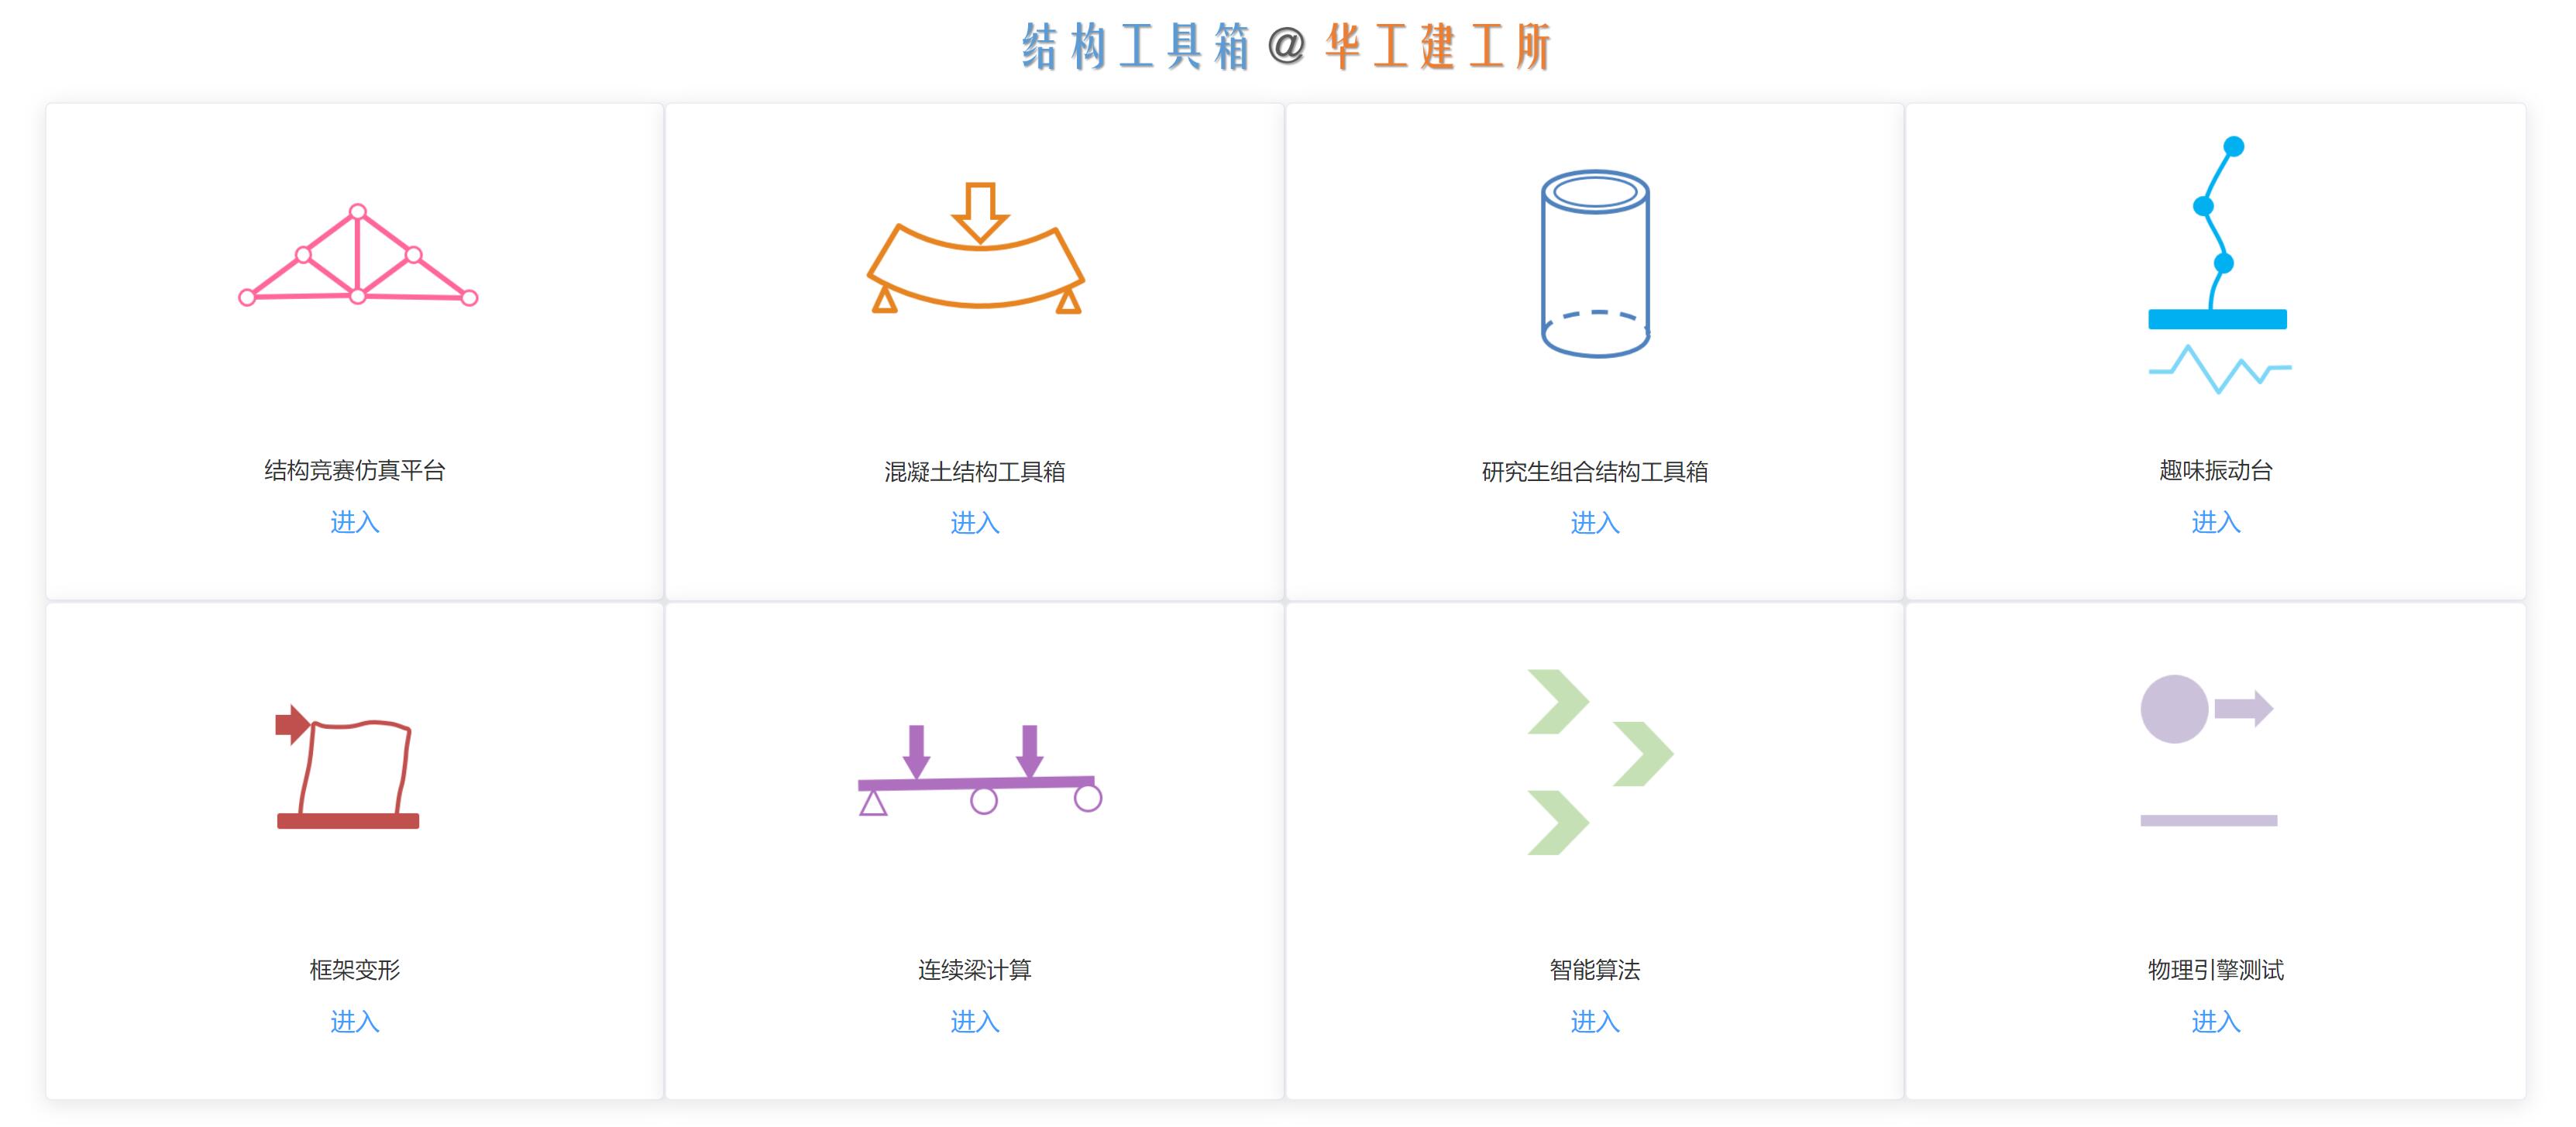 结构工具箱@华工建工所
结构竞赛仿真平台
进入
混凝土结构工具箱
进入
研究生组合结构工具箱
进入
趣味振动台
进入
框架变形
进入
连续梁计算
进入
智能算法
进入
物理引擎测试
进入